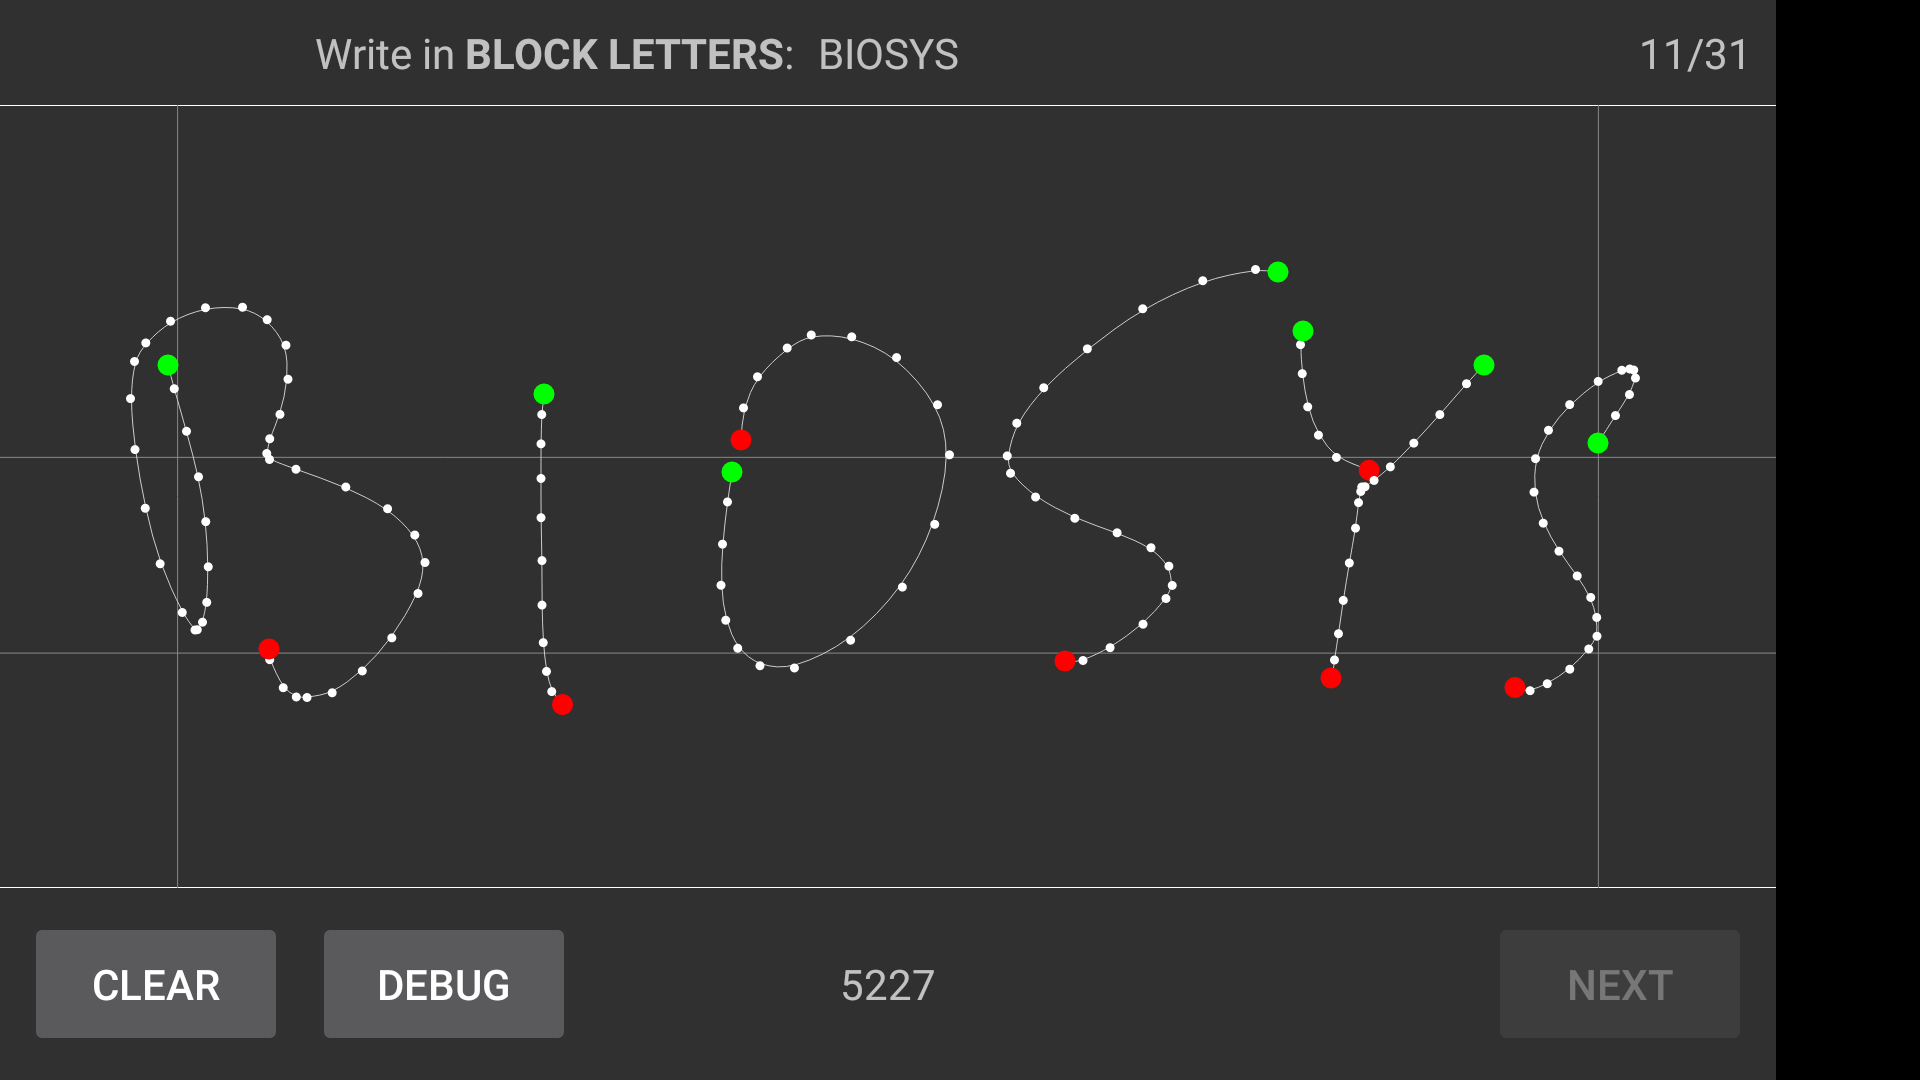 Write in BLOCK LETTERS: BIOSYS 11/31
BIOSYS
CLEAR DEBUG 5227 NEXT